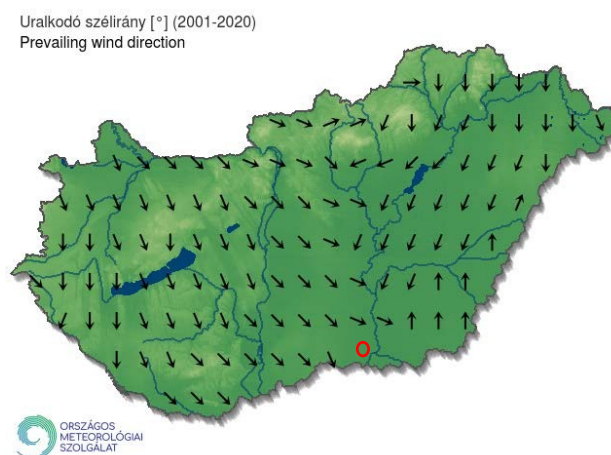 Uralkodó szélirány [°] (2001-2020)
Prevailing wind direction
ORSZÁGOS
METEOROLÓGIAI
SZOLGÁLAT